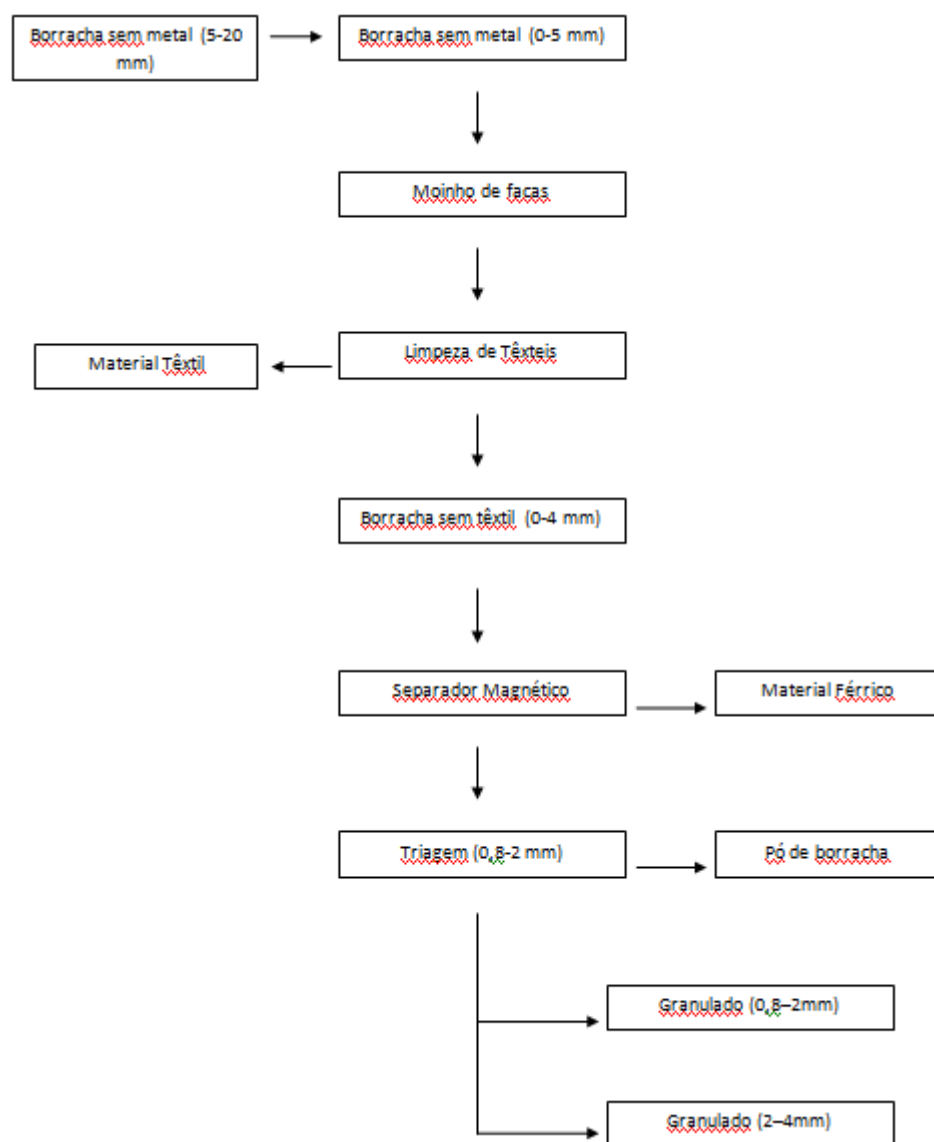 Borracha sem metal (5-20
mm)
Borracha sem metal (0-5 mm)
Moinho de facas
Limpeza de Têxteis
Material Têxtil
Borracha sem têxtil (0-4 mm)
Separador Magnético
Material Férrico
Triagem (0,8-2 mm)
Pó de borracha
Granulado (0,8–2mm)
Granulado (2–4mm)